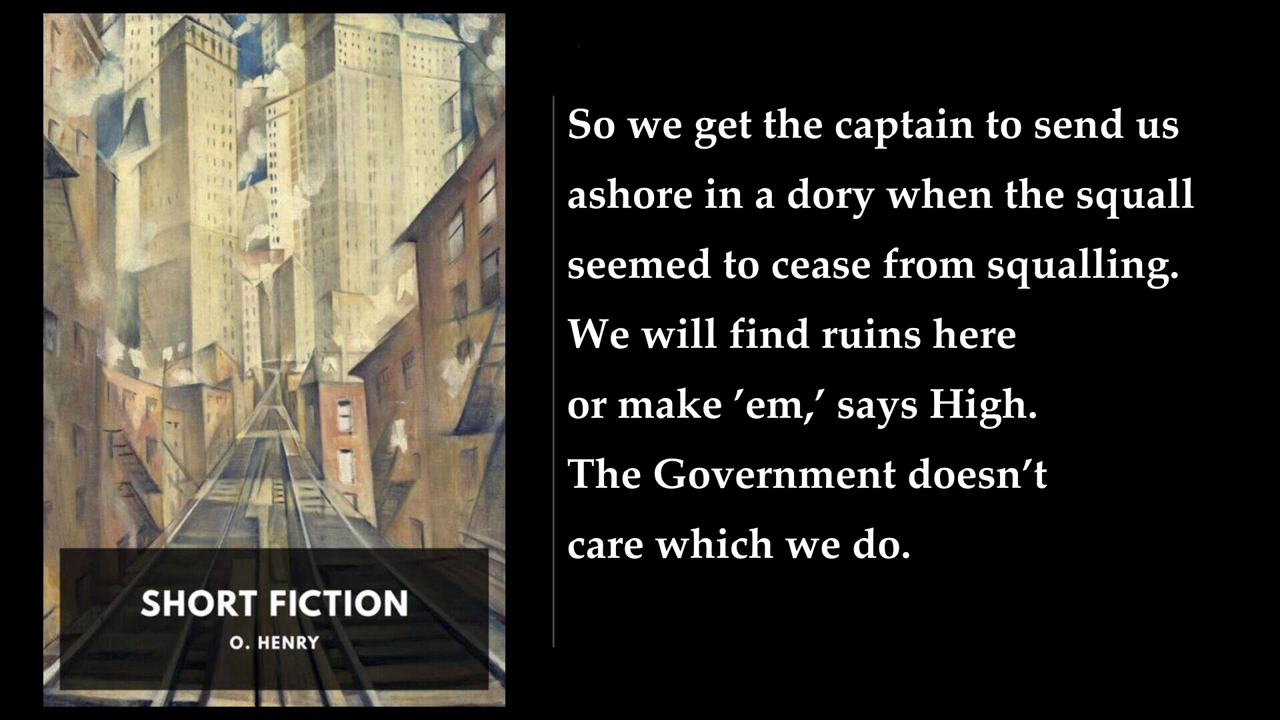 SHORT FICTION
O. HENRY
So we get the captain to send us
ashore in a dory when the squall
seemed to cease from squalling.
We will find ruins here
or make ’em,’ says High.
The Government doesn’t
care which we do.